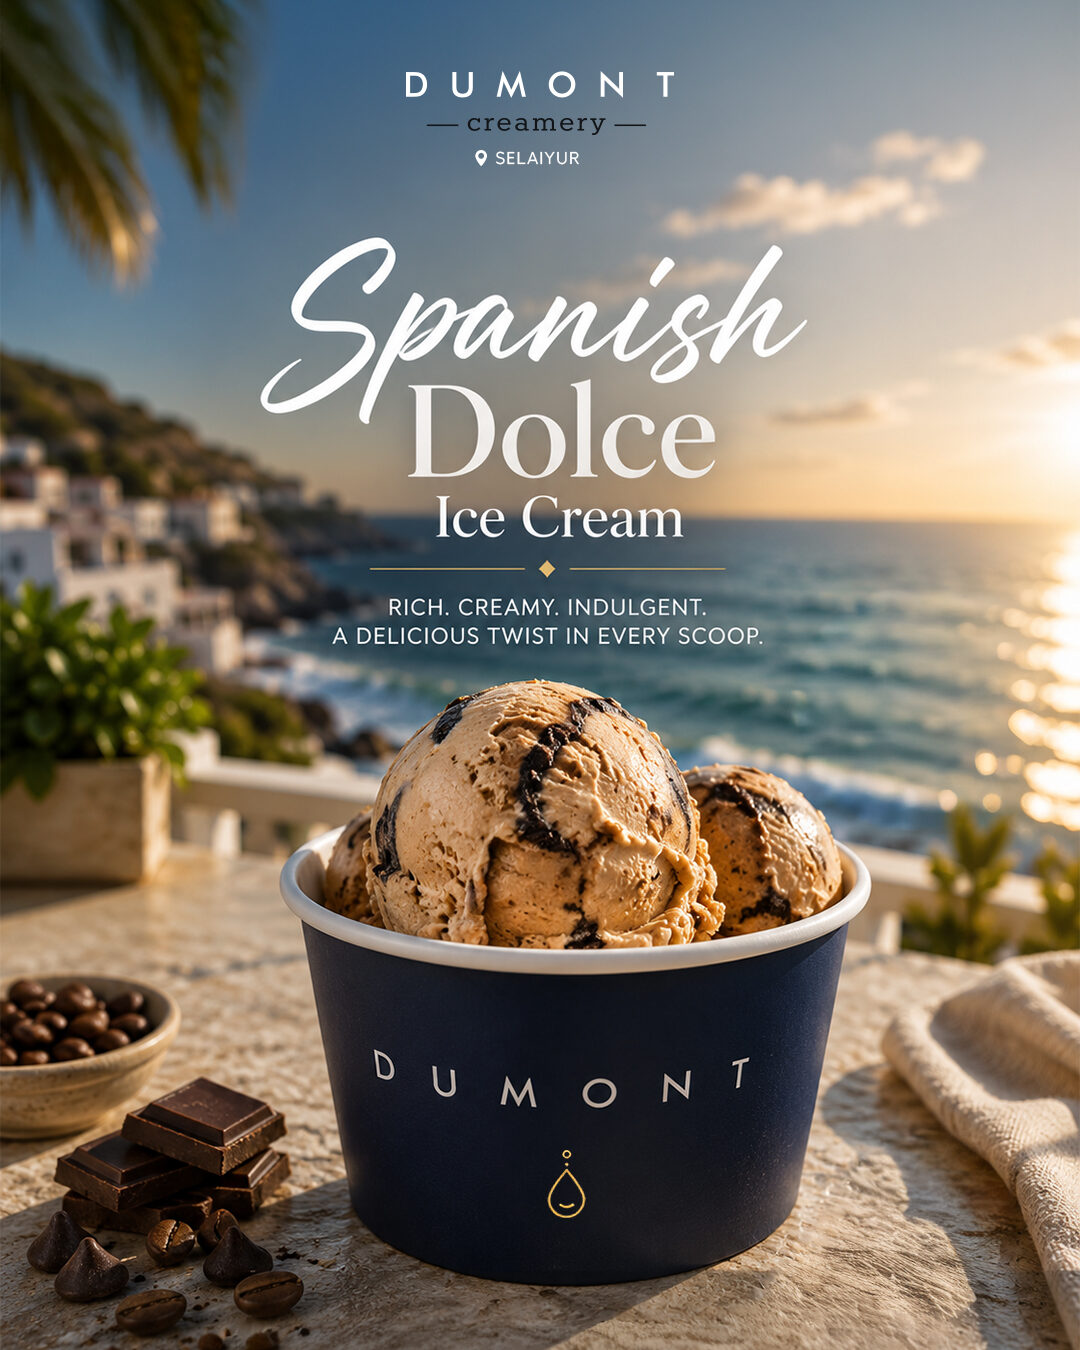 DUMONT
creamery
SELAIYUR
Spanish
Dolce
Ice Cream
RICH. CREAMY. INDULGENT.
A DELICIOUS TWIST IN EVERY SCOOP.
DUMONT